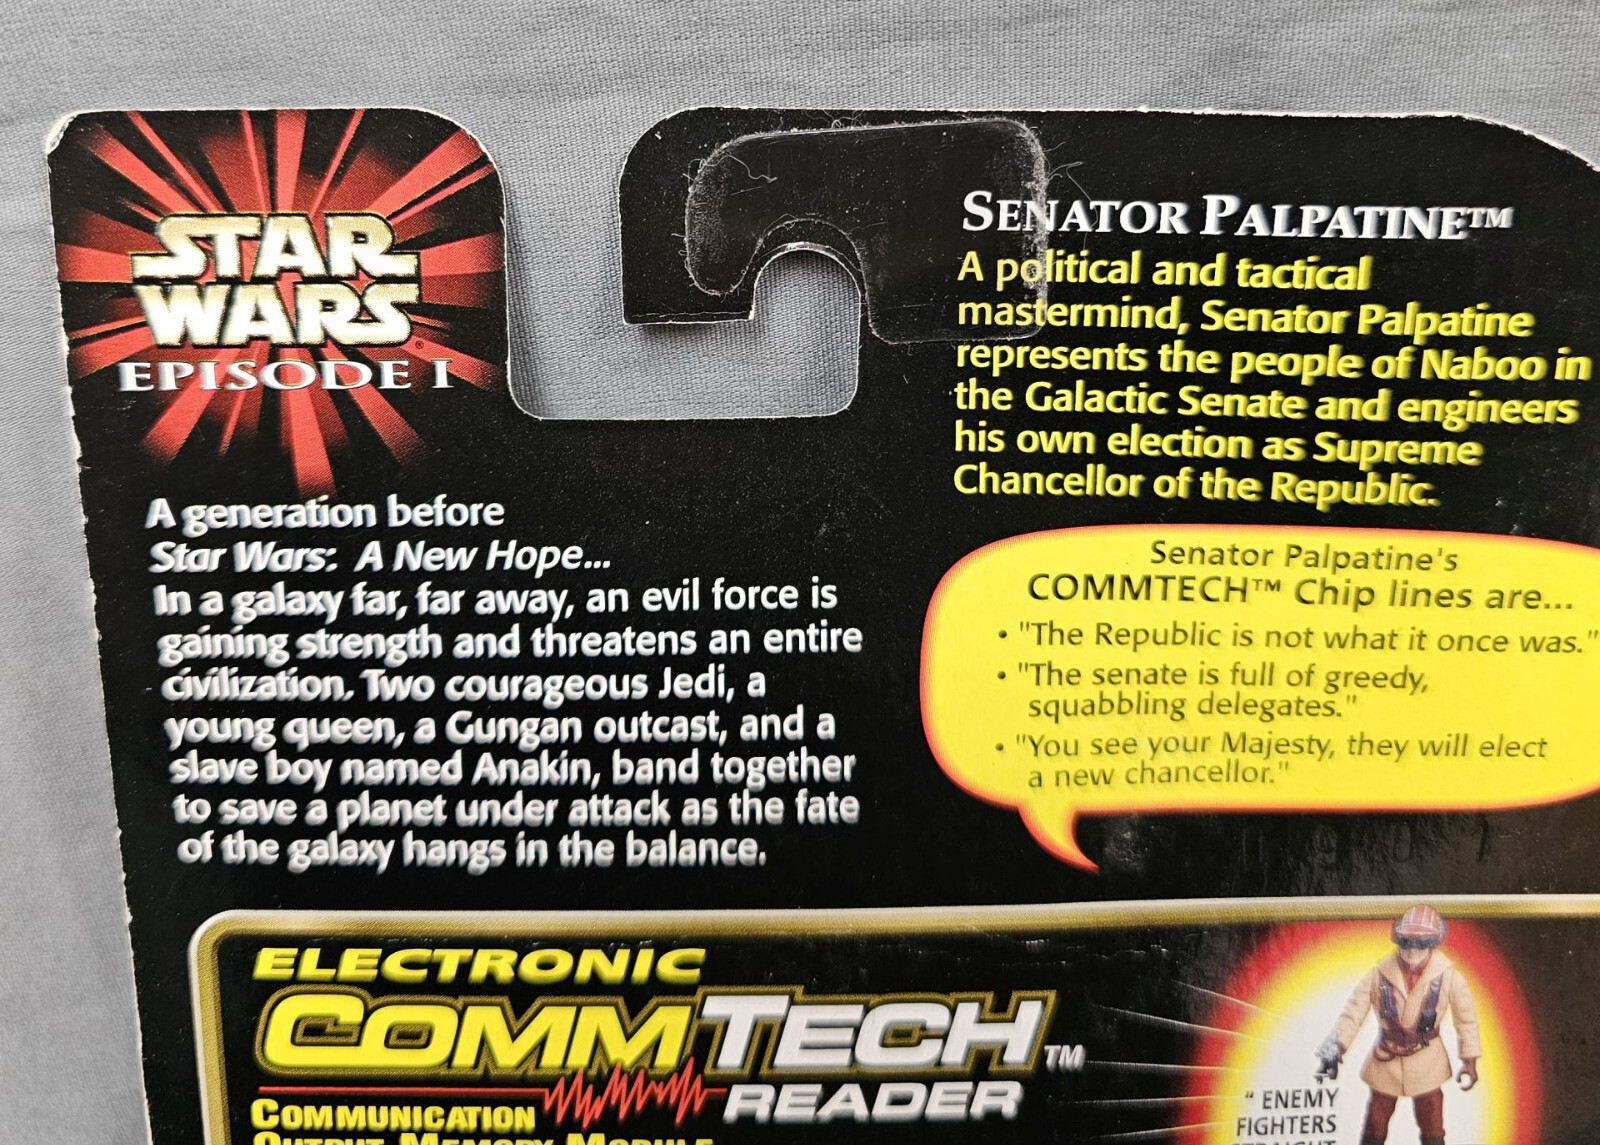 STAR
WARS®
EPISODE I
A generation before
Star Wars: A New Hope...
In a galaxy far, far away, an evil force is
gaining strength and threatens an entire
civilization. Two courageous Jedi, a
young queen, a Gungan outcast, and a
slave boy named Anakin, band together
to save a planet under attack as the fate
of the galaxy hangs in the balance.
SENATOR PALPATINE™
A political and tactical
mastermind, Senator Palpatine
represents the people of Naboo in
the Galactic Senate and engineers
his own election as Supreme
Chancellor of the Republic.
Senator Palpatine's
COMMTECH™ Chip lines are...
• "The Republic is not what it once was."
• "The senate is full of greedy,
squabbling delegates."
• "You see your Majesty, they will elect
a new chancellor."
ELECTRONIC
COMMTECH™
READER
COMMUNICATION
OUTPUT MEMORY MODULE
" ENEMY
FIGHTERS
STRAIGHT